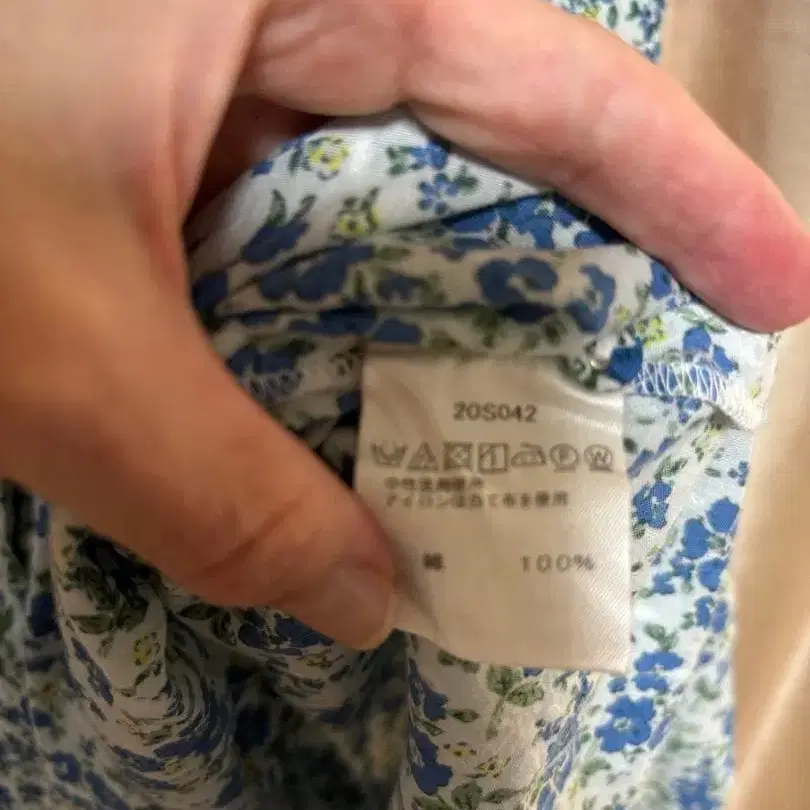 20S042
中性洗剤使用
アイロンは当て布を使用
綿 100%